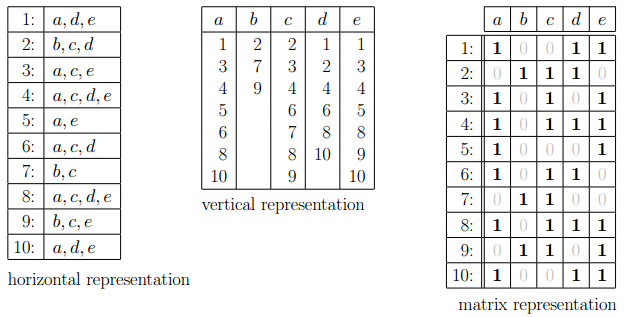 1: a, d, e
2: b, c, d
3: a, c, e
4: a, c, d, e
5: a, e
6: a, c, d
7: b, c
8: a, c, d, e
9: b, c, e
10: a, d, e
horizontal representation
a b c d e
1 2 2 1 1
3 7 3 2 3
4 9 4 4 4
5 6 6 5
6 7 8 8
8 8 10 9
10 9 10
vertical representation
a b c d e
1: 1 0 0 1 1
2: 0 1 1 1 0
3: 1 0 1 0 1
4: 1 0 1 1 1
5: 1 0 0 0 1
6: 1 0 1 1 0
7: 0 1 1 0 0
8: 1 0 1 1 1
9: 0 1 1 0 1
10: 1 0 0 1 1
matrix representation